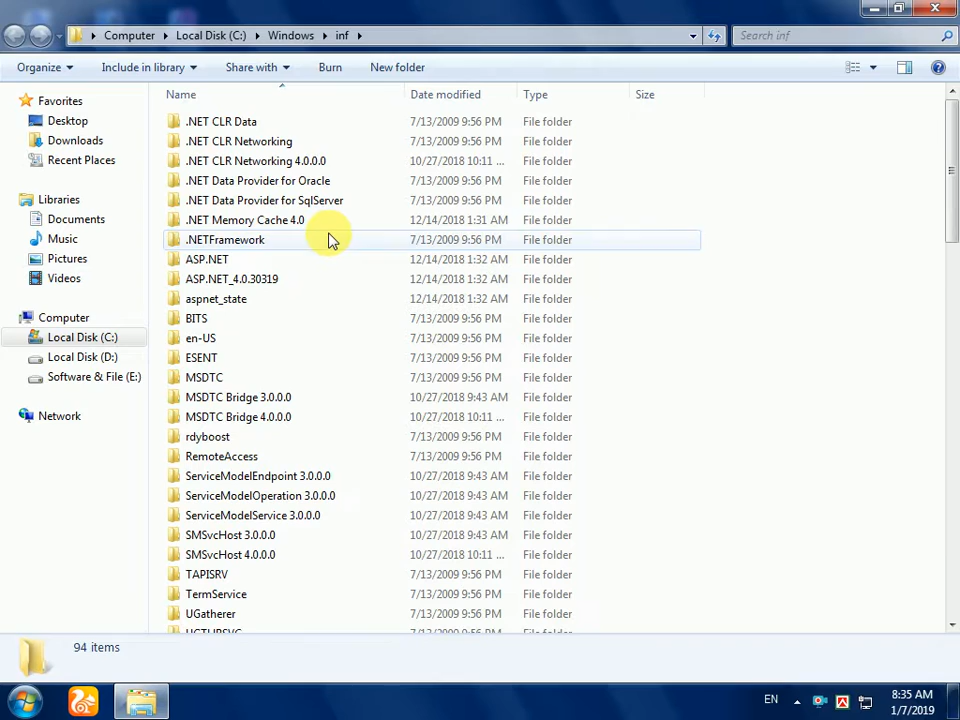 Computer
Local Disk (C:)
Windows
inf
Search inf
Organize
Include in library
Share with
Burn
New folder
Name
Date modified
Type
Size
Favorites
Desktop
Downloads
Recent Places
Libraries
Documents
Music
Pictures
Videos
Computer
Local Disk (C:)
Local Disk (D:)
Software & File (E:)
Network
.NET CLR Data 7/13/2009 9:56 PM File folder
.NET CLR Networking 7/13/2009 9:56 PM File folder
.NET CLR Networking 4.0.0.0 10/27/2018 10:11 ... File folder
.NET Data Provider for Oracle 7/13/2009 9:56 PM File folder
.NET Data Provider for SqlServer 7/13/2009 9:56 PM File folder
.NET Memory Cache 4.0 12/14/2018 1:31 AM File folder
.NETFramework 7/13/2009 9:56 PM File folder
ASP.NET 12/14/2018 1:32 AM File folder
ASP.NET_4.0.30319 12/14/2018 1:32 AM File folder
aspnet_state 12/14/2018 1:32 AM File folder
BITS 7/13/2009 9:56 PM File folder
en-US 7/13/2009 9:56 PM File folder
ESENT 7/13/2009 9:56 PM File folder
MSDTC 7/13/2009 9:56 PM File folder
MSDTC Bridge 3.0.0.0 10/27/2018 9:43 AM File folder
MSDTC Bridge 4.0.0.0 10/27/2018 10:11 ... File folder
rdyboost 7/13/2009 9:56 PM File folder
RemoteAccess 7/13/2009 9:56 PM File folder
ServiceModelEndpoint 3.0.0.0 10/27/2018 9:43 AM File folder
ServiceModelOperation 3.0.0.0 10/27/2018 9:43 AM File folder
ServiceModelService 3.0.0.0 10/27/2018 9:43 AM File folder
SMSvcHost 3.0.0.0 10/27/2018 9:43 AM File folder
SMSvcHost 4.0.0.0 10/27/2018 10:11 ... File folder
TAPISRV 7/13/2009 9:56 PM File folder
TermService 7/13/2009 9:56 PM File folder
UGatherer 7/13/2009 9:56 PM File folder
94 items
EN
8:35 AM
1/7/2019